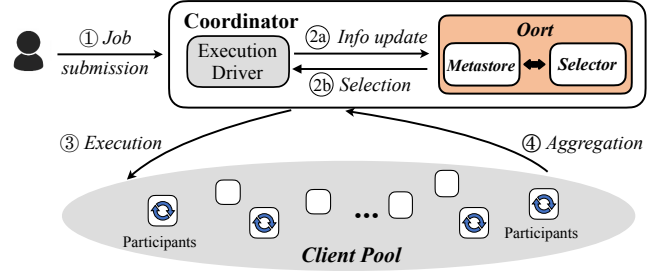 Coordinator
① Job
submission
Execution
Driver
2a Info update
2b Selection
Oort
Metastore
Selector
③ Execution
④ Aggregation
...
Participants
Participants
Client Pool